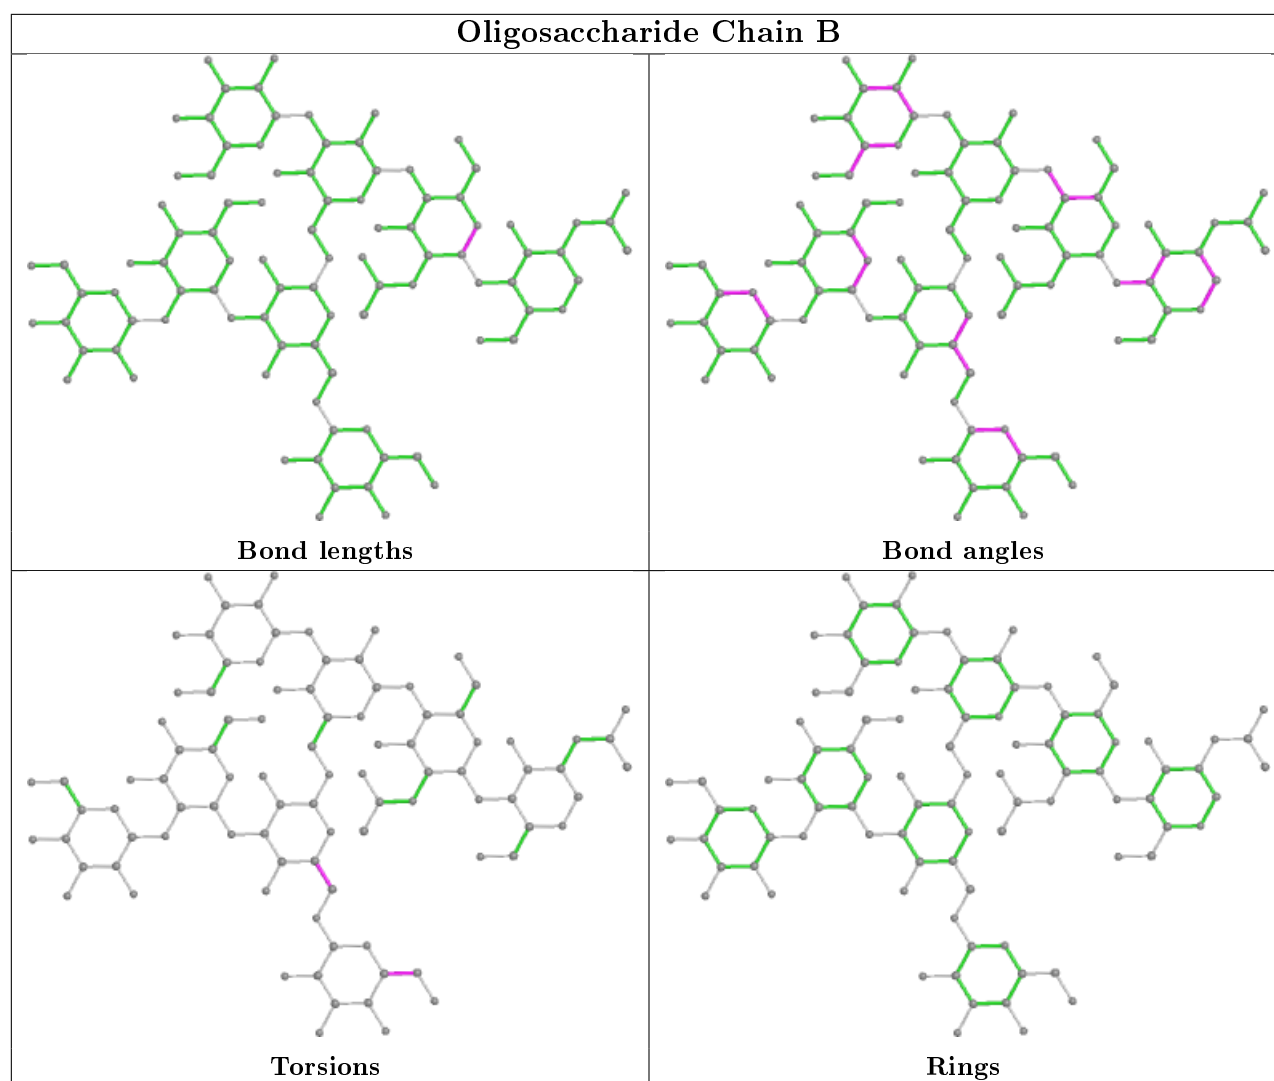 Oligosaccharide Chain B
Bond lengths
Bond angles
Torsions
Rings